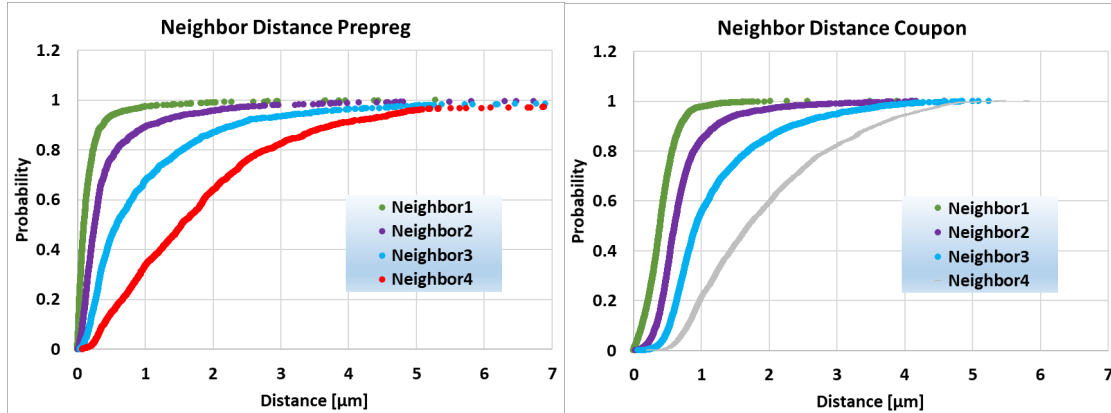 Neighbor Distance Prepreg
1.2
1
0.8
0.6
0.4
0.2
0
Probability
Neighbor1
Neighbor2
Neighbor3
Neighbor4
0 1 2 3 4 5 6 7
Distance [µm]
Neighbor Distance Coupon
1.2
1
0.8
0.6
0.4
0.2
0
Probability
Neighbor1
Neighbor2
Neighbor3
Neighbor4
0 1 2 3 4 5 6 7
Distance [µm]